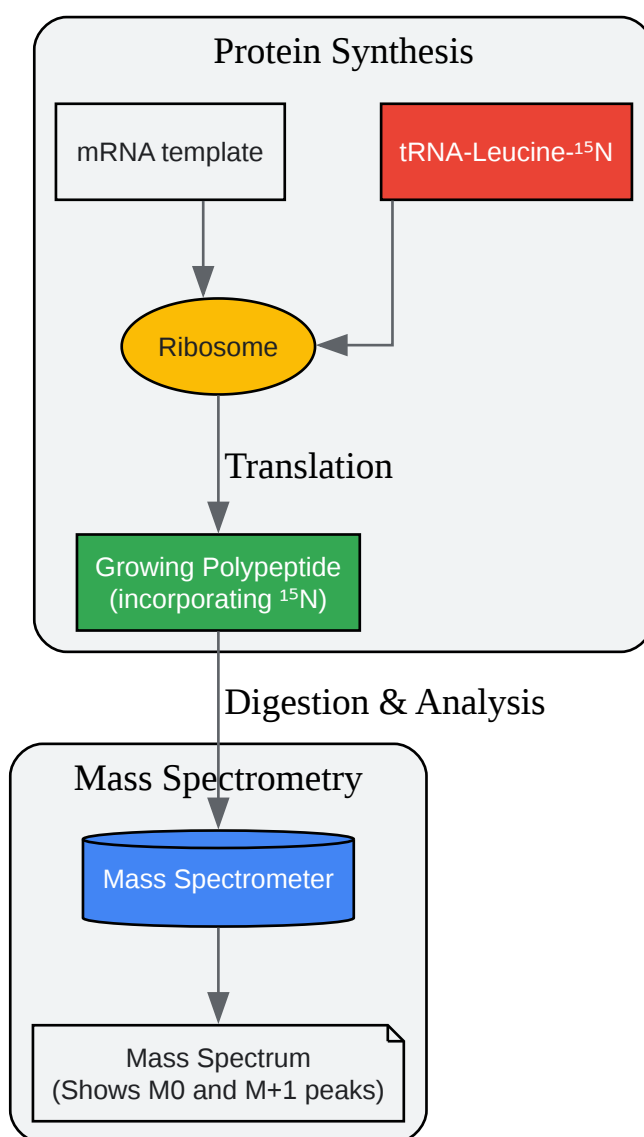 Protein Synthesis
mRNA template
tRNA-Leucine-¹⁵N
Ribosome
Translation
Growing Polypeptide
(incorporating ¹⁵N)
Digestion & Analysis
Mass Spectrometry
Mass Spectrometer
Mass Spectrum
(Shows M0 and M+1 peaks)